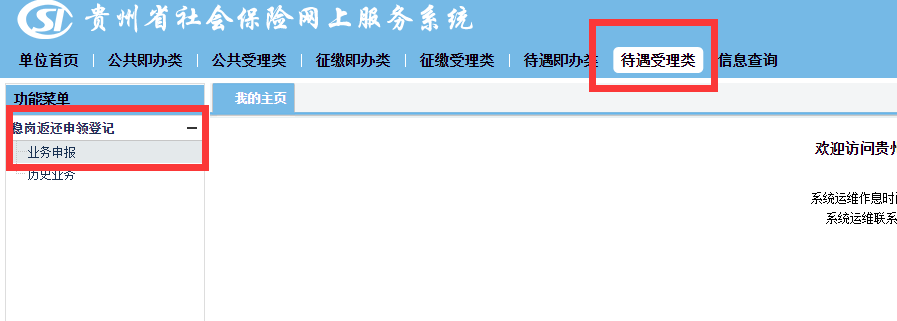 SI 贵州省社会保险网上服务系统
单位首页 | 公共即办类 | 公共受理类 | 征缴即办类 | 征缴受理类 | 待遇即办类 待遇受理类 信息查询
功能菜单 我的主页
稳岗返还申领登记
业务申报
历史业务
欢迎访问贵州
系统运维作息时间
系统运维联系